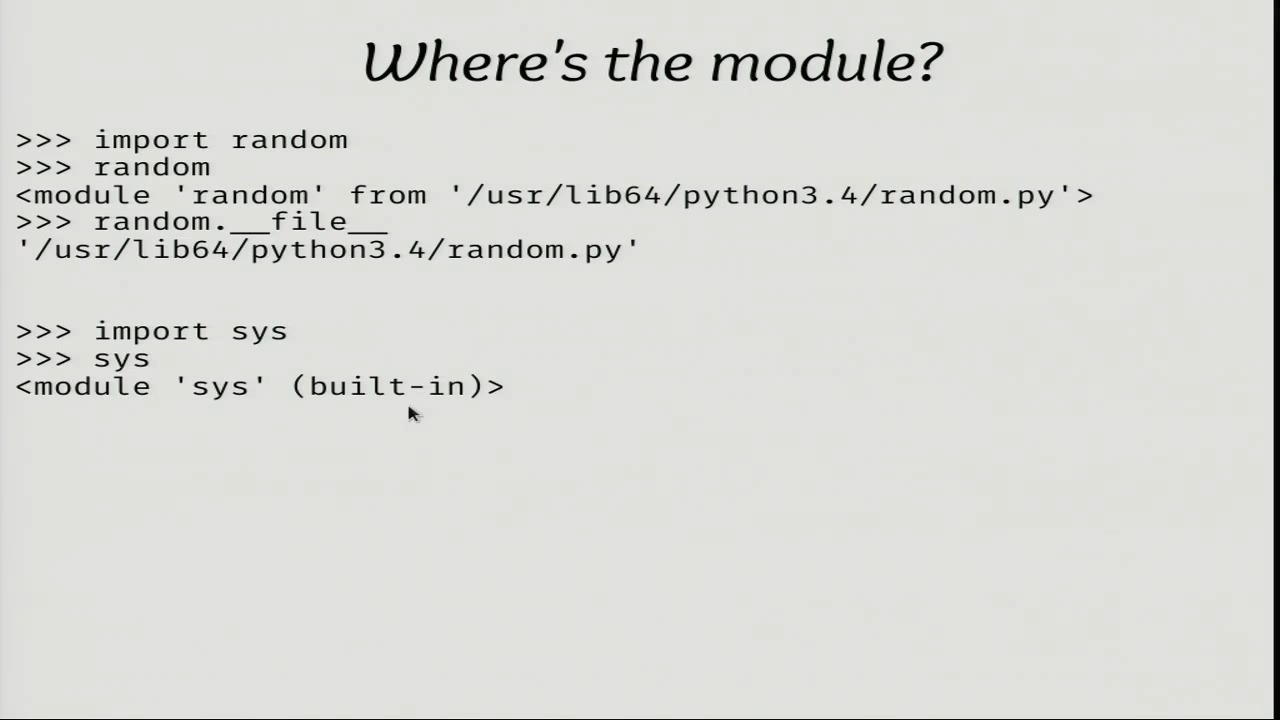 Where's the module?
>>> import random
>>> random
<module 'random' from '/usr/lib64/python3.4/random.py'>
>>> random.__file__
'/usr/lib64/python3.4/random.py'
>>> import sys
>>> sys
<module 'sys' (built-in)>